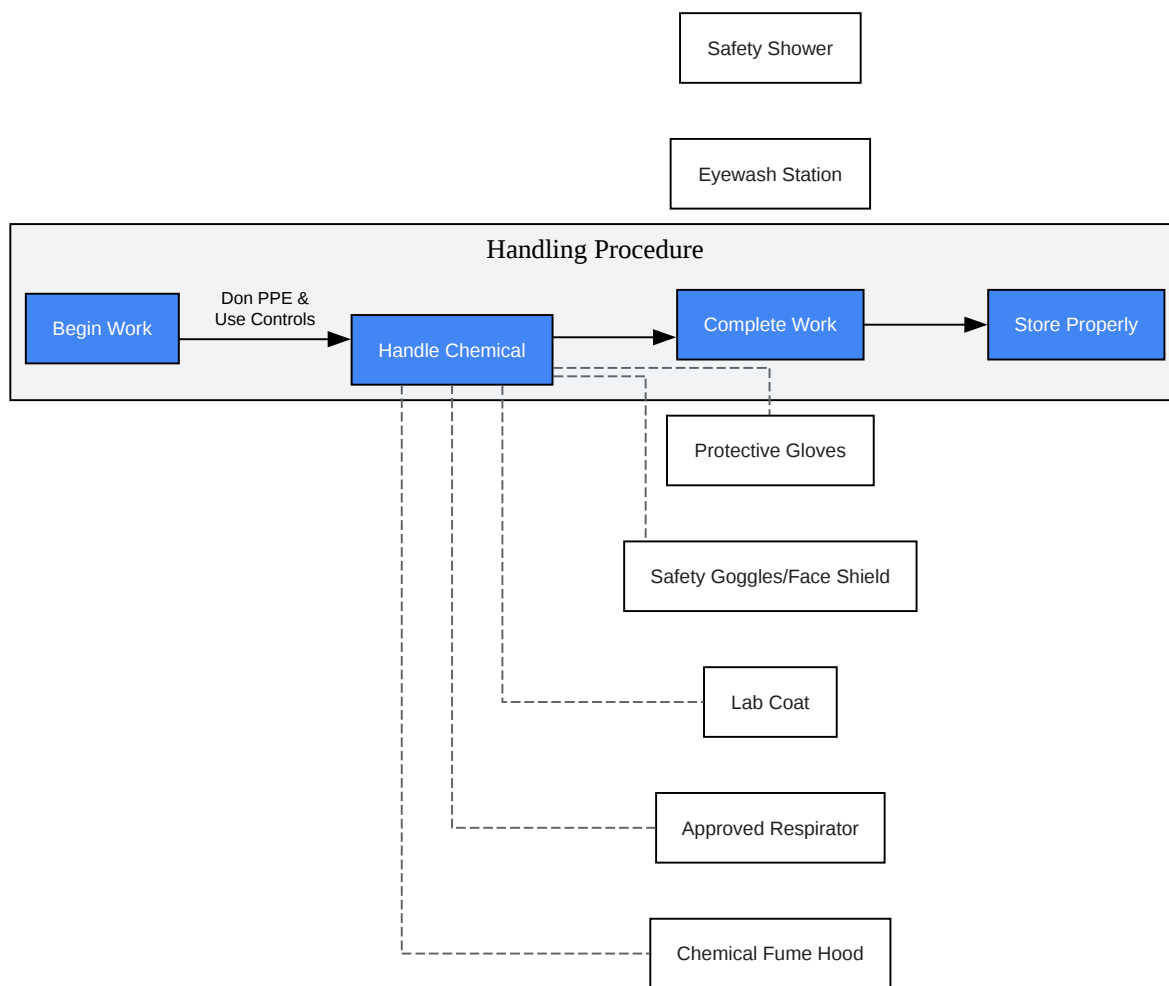 Safety Shower
Eyewash Station
Handling Procedure
Begin Work
Don PPE &
Use Controls
Handle Chemical
Complete Work
Store Properly
Protective Gloves
Safety Goggles/Face Shield
Lab Coat
Approved Respirator
Chemical Fume Hood